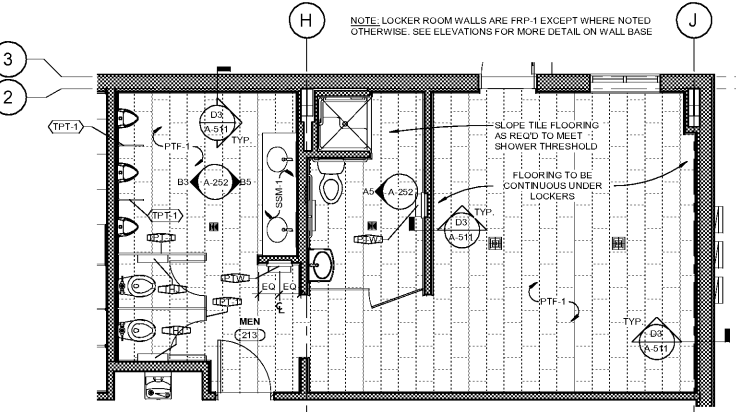 H
J
3
2
NOTE: LOCKER ROOM WALLS ARE FRP-1 EXCEPT WHERE NOTED
OTHERWISE. SEE ELEVATIONS FOR MORE DETAIL ON WALL BASE
TPT-1
D3
A-511
TYP.
PTF-1
SLOPE TILE FLOORING
AS REQ'D TO MEET
SHOWER THRESHOLD
FLOORING TO BE
CONTINUOUS UNDER
LOCKERS
B3
A-252
B5
SSM-1
A5
A-252
TPT-1
TYP.
D3
A-511
PTW
PTW
EQ
EQ
PTF-1
MEN
213
TYP.
D3
A-511